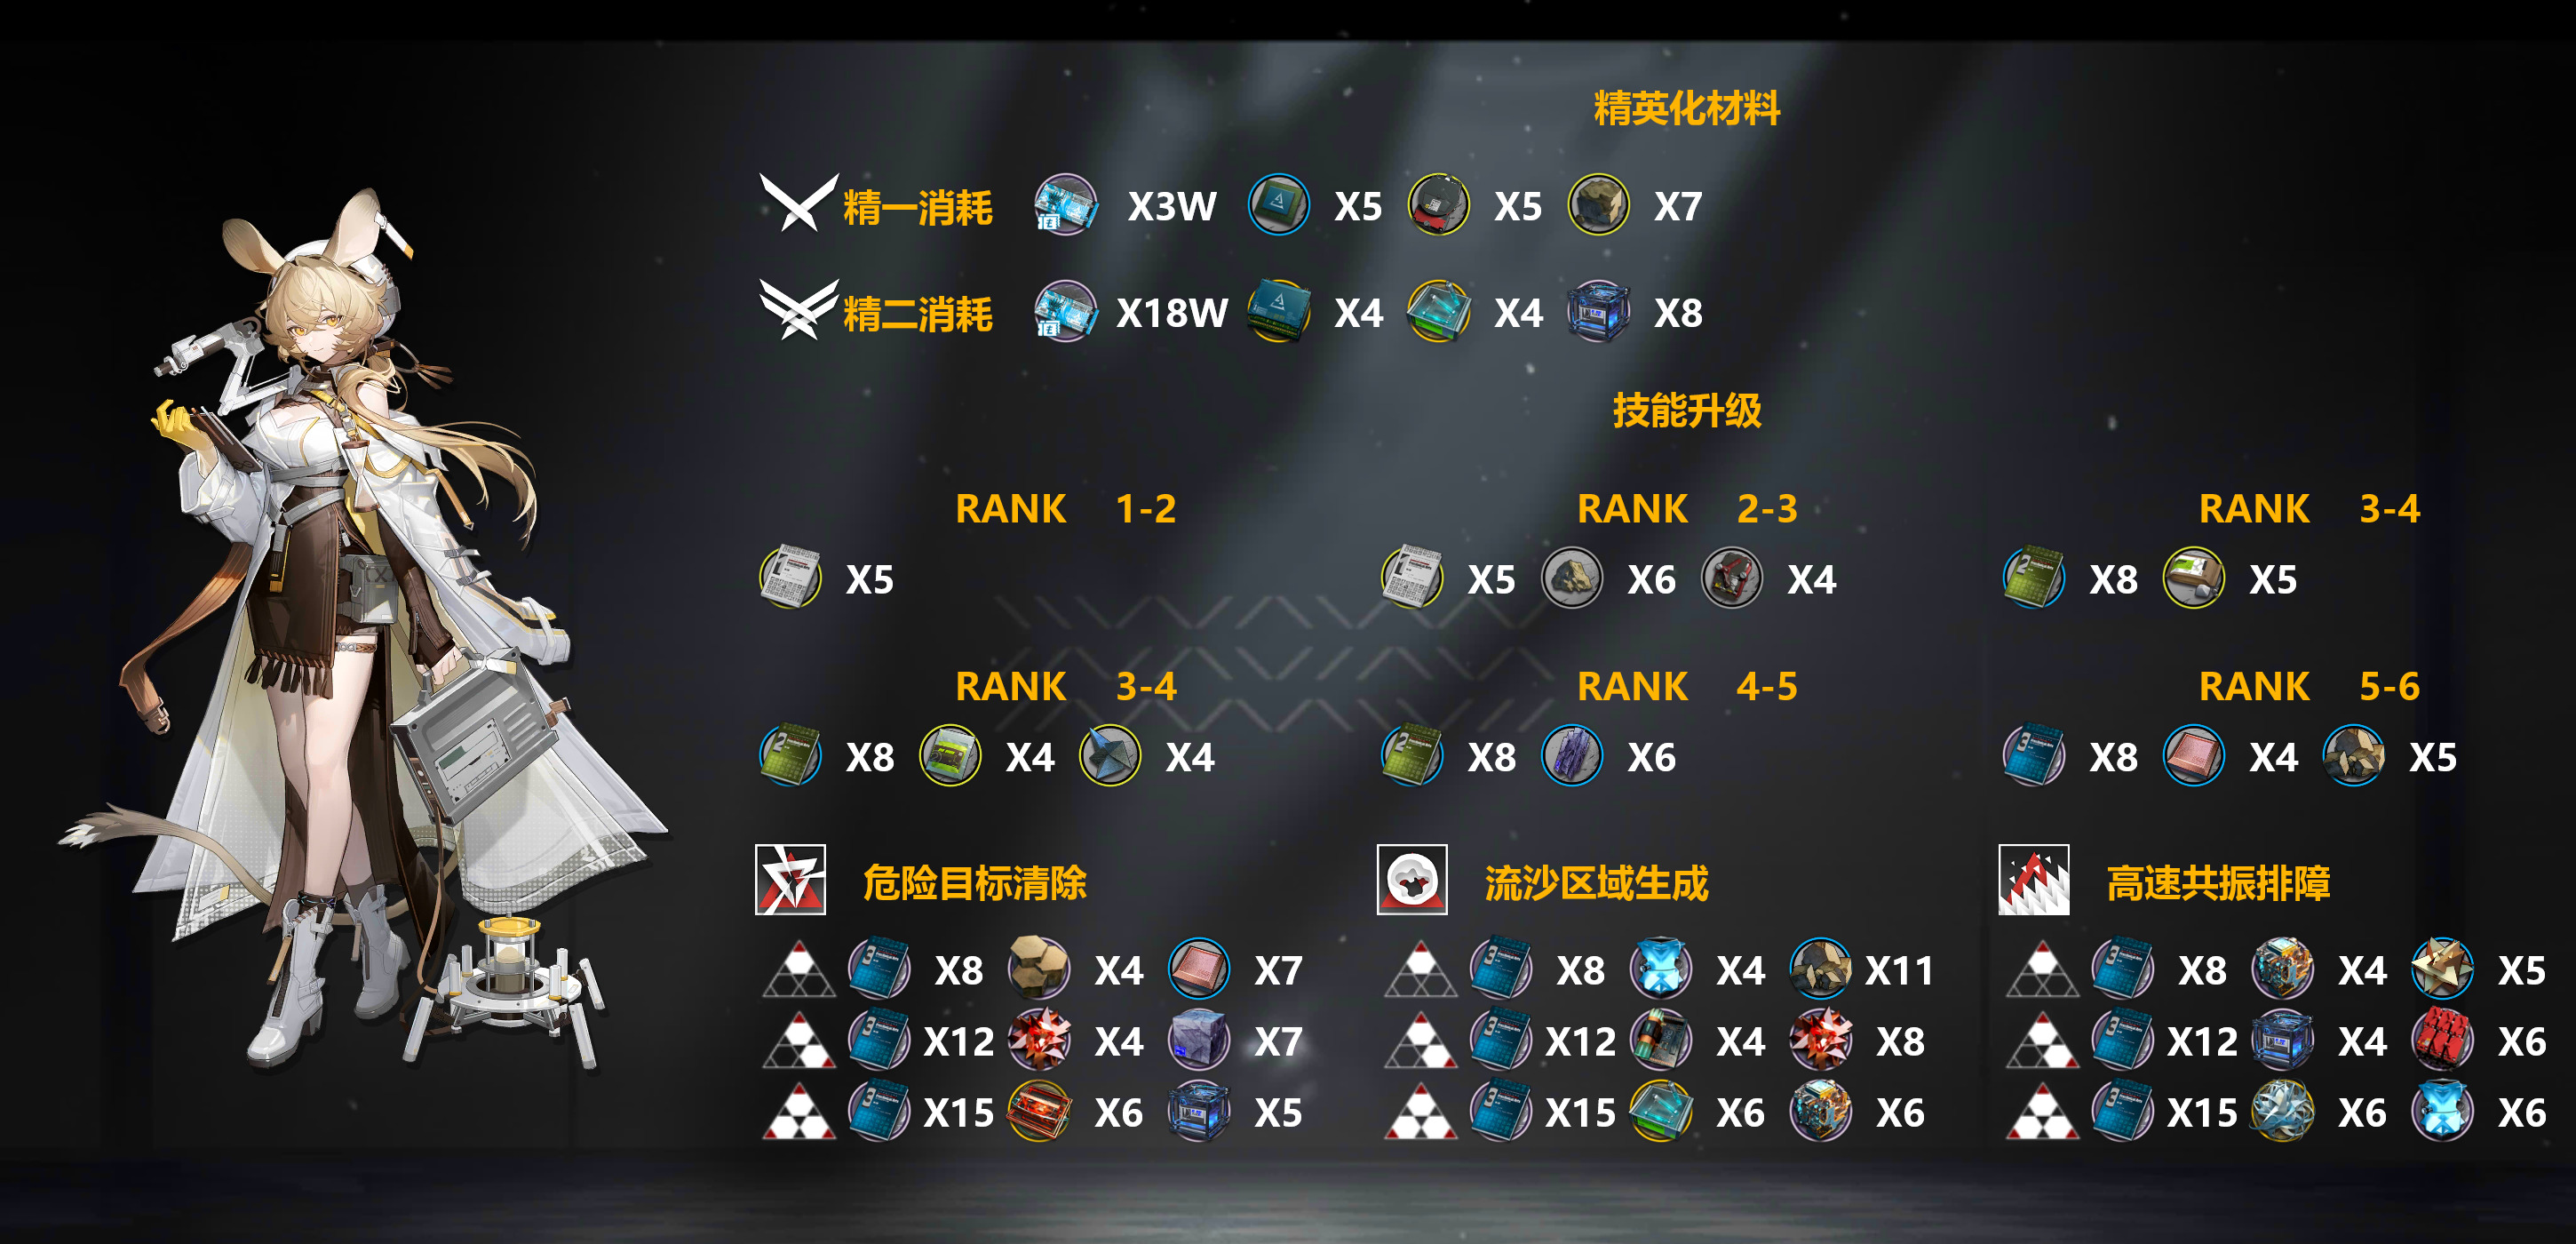 精英化材料
精一消耗 X3W X5 X5 X7
精二消耗 X18W X4 X4 X8
技能升级
RANK 1-2 RANK 2-3 RANK 3-4
X5 X5 X6 X4 X8 X5
RANK 3-4 RANK 4-5 RANK 5-6
X8 X4 X4 X8 X6 X8 X4 X5
危险目标清除 流沙区域生成 高速共振排障
X8 X4 X7 X8 X4 X11 X8 X4 X5
X12 X4 X7 X12 X4 X8 X12 X4 X6
X15 X6 X5 X15 X6 X6 X15 X6 X6